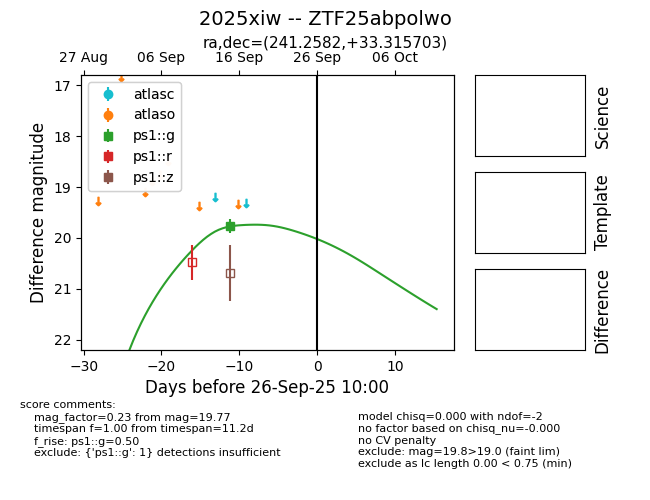 2025xiw -- ZTF25abpolwo
ra,dec=(241.2582,+33.315703)
27 Aug 06 Sep 16 Sep 26 Sep 06 Oct
17
18
19
20
21
22
Difference magnitude
atlasc
atlaso
ps1::g
ps1::r
ps1::z
−30 −20 −10 0 10
Days before 26-Sep-25 10:00
Science
Template
Difference
score comments:
mag_factor=0.23 from mag=19.77
timespan f=1.00 from timespan=11.2d
f_rise: ps1::g=0.50
exclude: {'ps1::g': 1} detections insufficient
model chisq=0.000 with ndof=-2
no factor based on chisq_nu=-0.000
no CV penalty
exclude: mag=19.8>19.0 (faint lim)
exclude as lc length 0.00 < 0.75 (min)